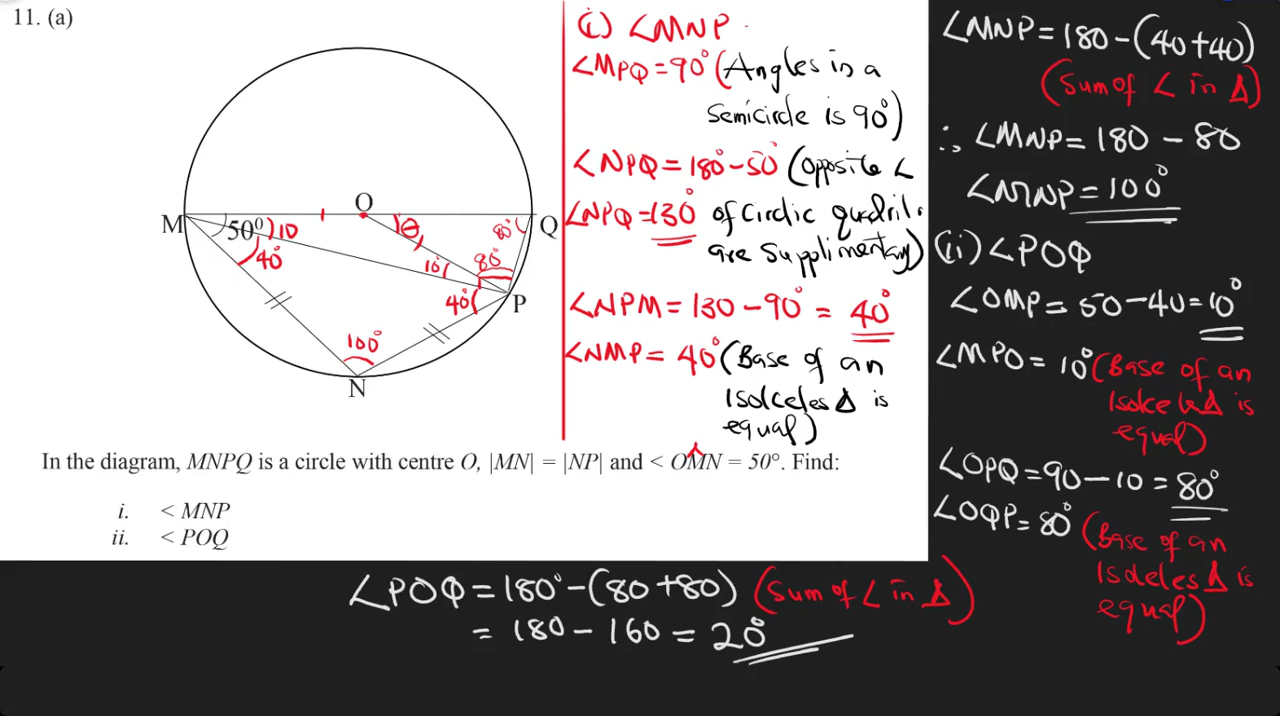 11. (a)
M
O
Q
P
N
50⁰
10
40°
θ
10°
80°
80°
40°
100°
In the diagram, MNPQ is a circle with centre O, |MN| = |NP| and < OMN = 50°. Find:
i. < MNP
ii. < POQ
(i) ∠MNP
∠MPQ = 90° (Angles in a
Semicircle is 90°)
∠NPQ = 180° - 50° (Opposite ∠
∠NPQ = 130° of Circlic quadril.
are Supplimentary)
∠NPM = 130 - 90° = 40°
∠NMP = 40° (Base of an
Isolceles Δ is
equal)
∠MNP = 180 - (40+40)
(Sum of ∠ in Δ)
∴ ∠MNP = 180 - 80
∠MNP = 100°
(ii) ∠POQ
∠OMP = 50 - 40 = 10°
∠MPO = 10° (Base of an
is
equal)
∠OPQ = 90 - 10 = 80°
∠OQP = 80° (Base of an
Isoleles Δ is
equal)
∠POQ = 180° - (80+80) (Sum of ∠ in Δ)
= 180 - 160 = 20°